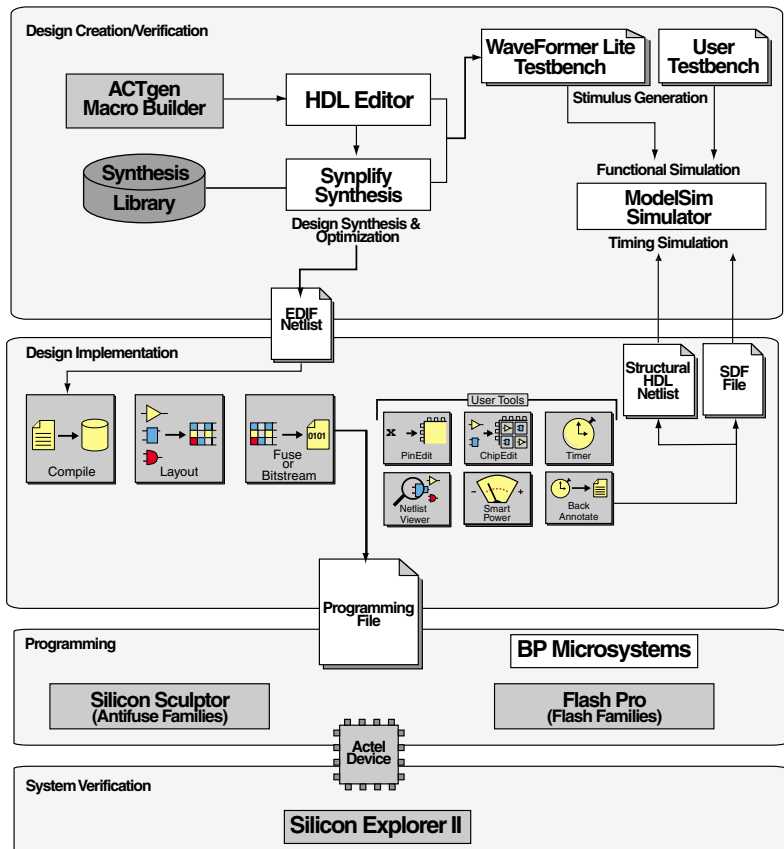 Design Creation/Verification
ACTgen
Macro Builder
HDL Editor
WaveFormer Lite
Testbench
User
Testbench
Stimulus Generation
Synthesis
Library
Synplify
Synthesis
Functional Simulation
ModelSim
Simulator
Timing Simulation
Design Synthesis &
Optimization
EDIF
Netlist
Design Implementation
Structural
HDL
Netlist
SDF
File
User Tools
Compile
Layout
0101
Fuse
or
Bitstream
x
PinEdit
ChipEdit
Timer
Netlist
Viewer
- +
Smart
Power
Back
Annotate
Programming
File
Programming
BP Microsystems
Silicon Sculptor
(Antifuse Families)
Flash Pro
(Flash Families)
Actel
Device
System Verification
Silicon Explorer II